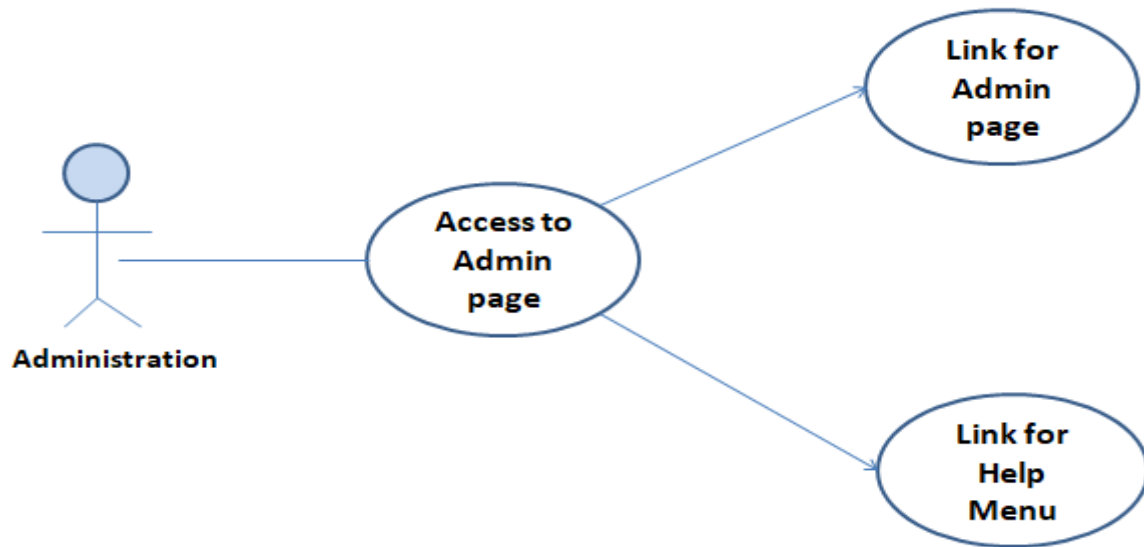 Link for
Admin
page
Access to
Admin
page
Administration
Link for
Help
Menu